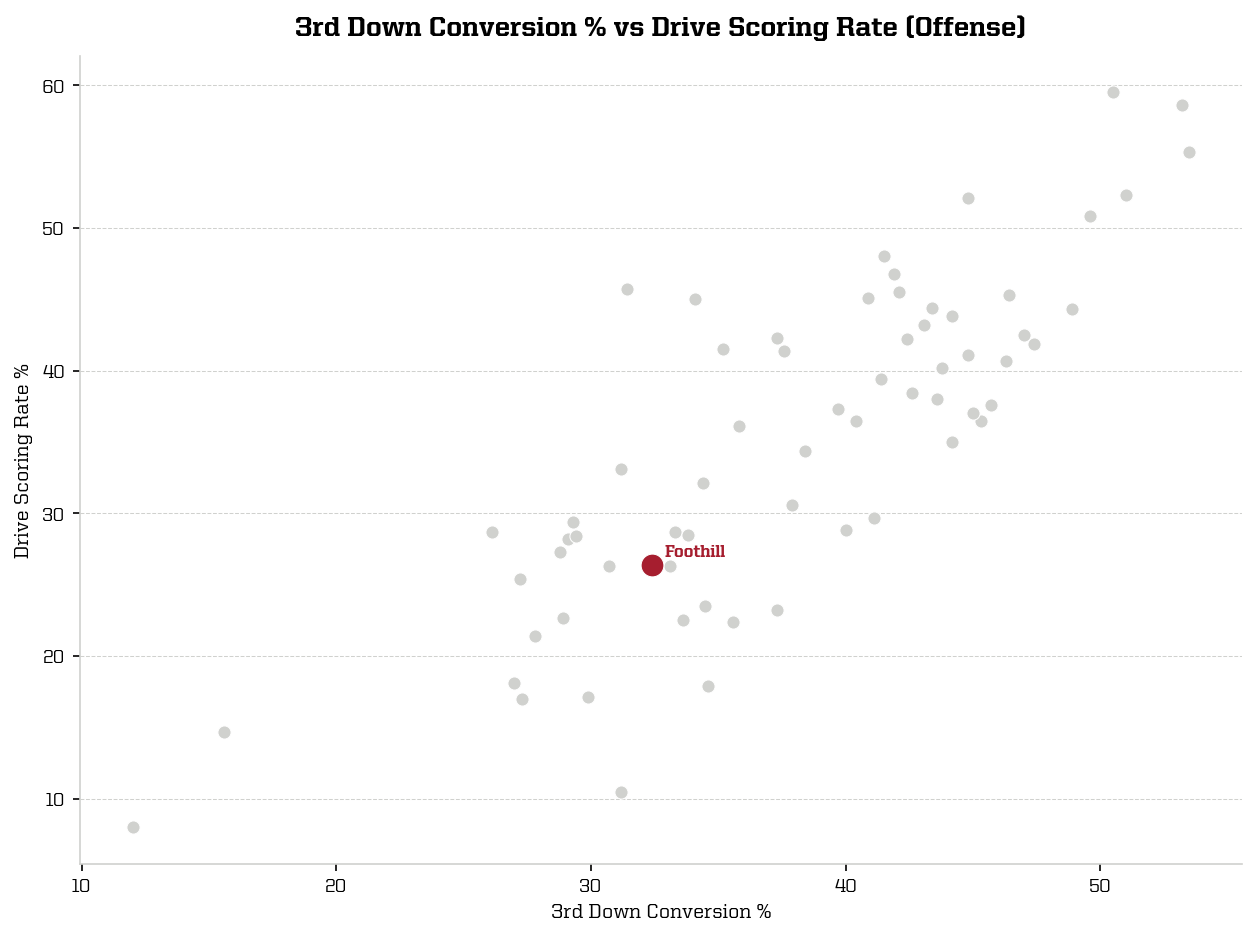 3rd Down Conversion % vs Drive Scoring Rate (Offense)
60
50
40
30
20
10
Drive Scoring Rate %
Foothill
10 20 30 40 50
3rd Down Conversion %